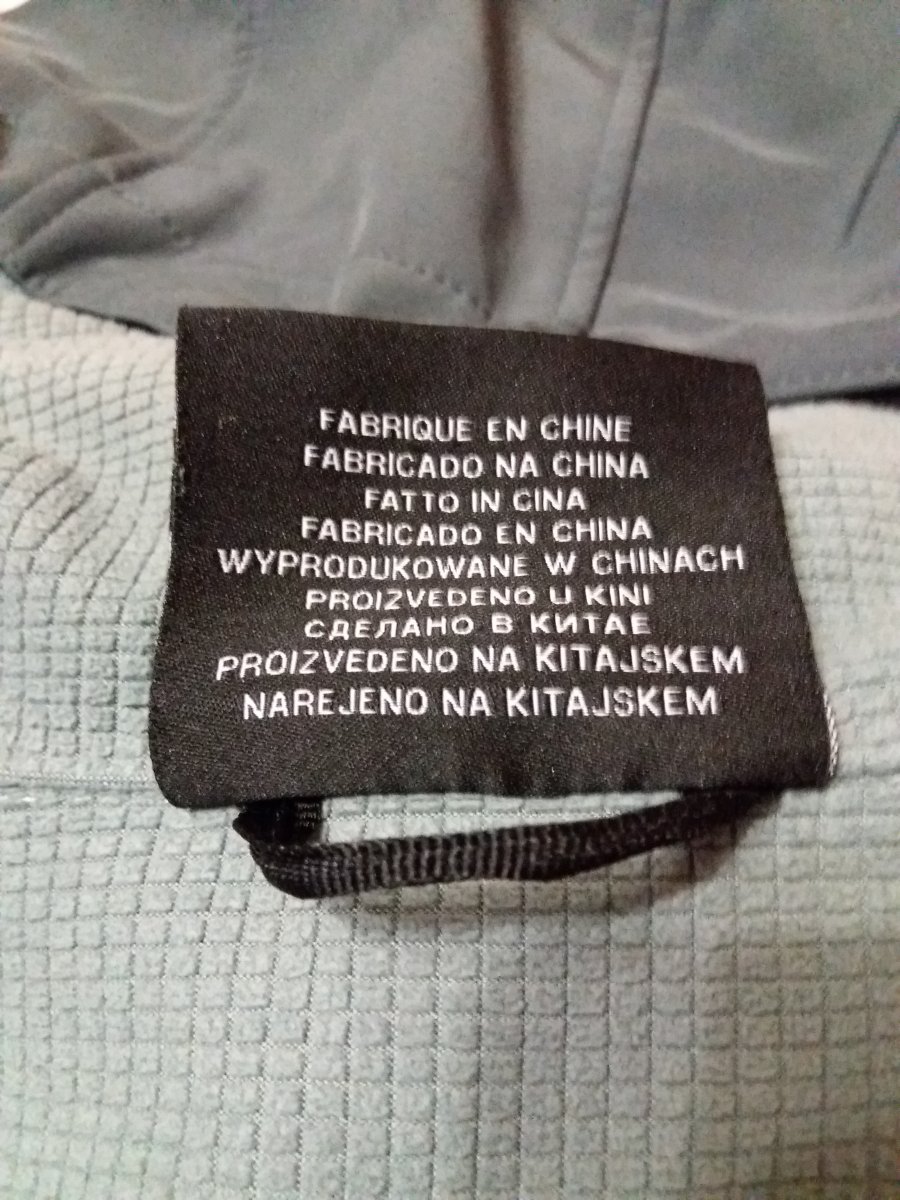 FABRIQUE EN CHINE
FABRICADO NA CHINA
FATTO IN CINA
FABRICADO EN CHINA
WYPRODUKOWANE W CHINACH
PROIZVEDENO U KINI
СДЕЛАНО В КИТАЕ
PROIZVEDENO NA KITAJSKEM
NAREJENO NA KITAJSKEM